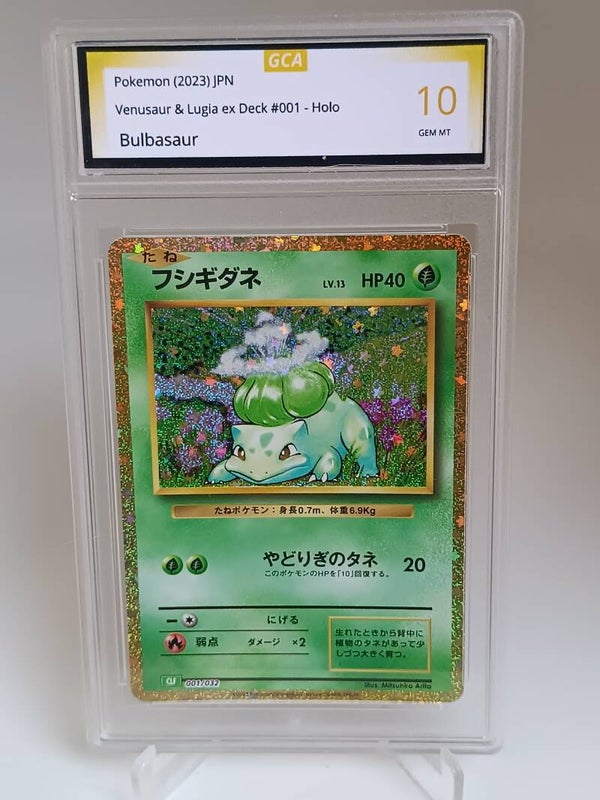 GCA
Pokemon (2023) JPN
Venusaur & Lugia ex Deck #001 - Holo
Bulbasaur
10
GEM MT
たね
フシギダネ
LV.13 HP40
たねポケモン：身長0.7m、体重6.9Kg
やどりぎのタネ 20
このポケモンのHPを「10」回復する。
にげる
弱点 ダメージ ×2
生れたときから背中に
植物のタネがあって少
しづつ大きく育つ。
CLF 001/032
Illus. Mitsuhiro Arita